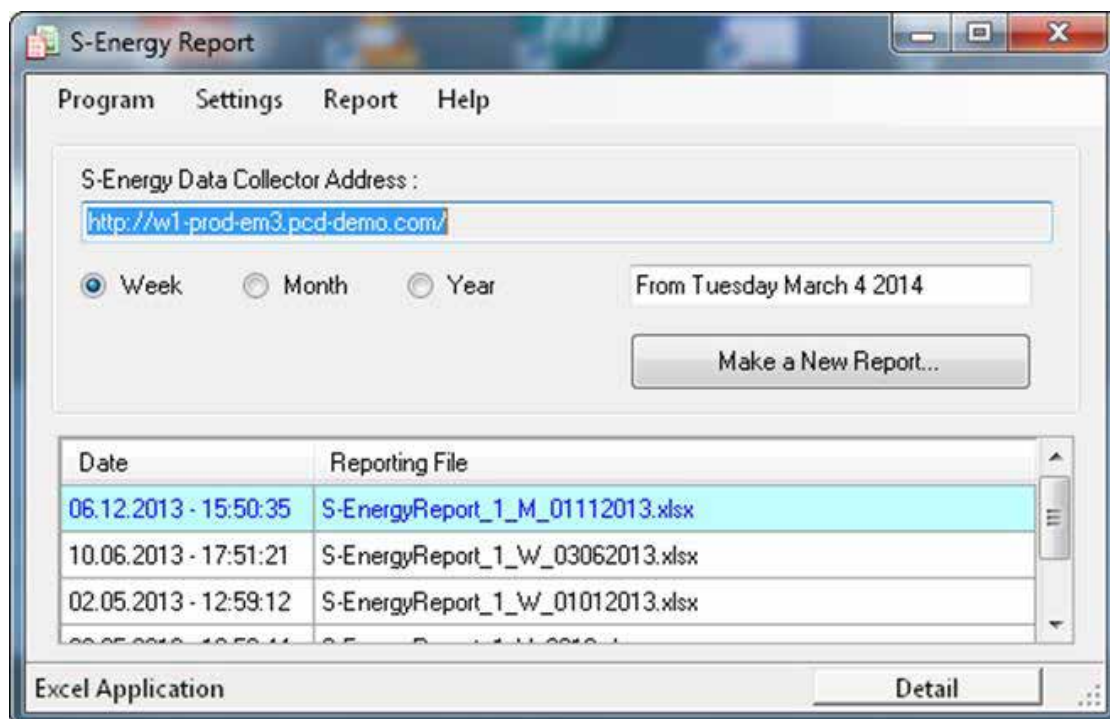 S-Energy Report
Program Settings Report Help
S-Energy Data Collector Address :
http://w1-prod-em3.pcd-demo.com/
Week Month Year From Tuesday March 4 2014
Make a New Report...
Date Reporting File
06.12.2013 - 15:50:35 S-EnergyReport_1_M_01112013.xlsx
10.06.2013 - 17:51:21 S-EnergyReport_1_W_03062013.xlsx
02.05.2013 - 12:59:12 S-EnergyReport_1_W_01012013.xlsx
Excel Application Detail